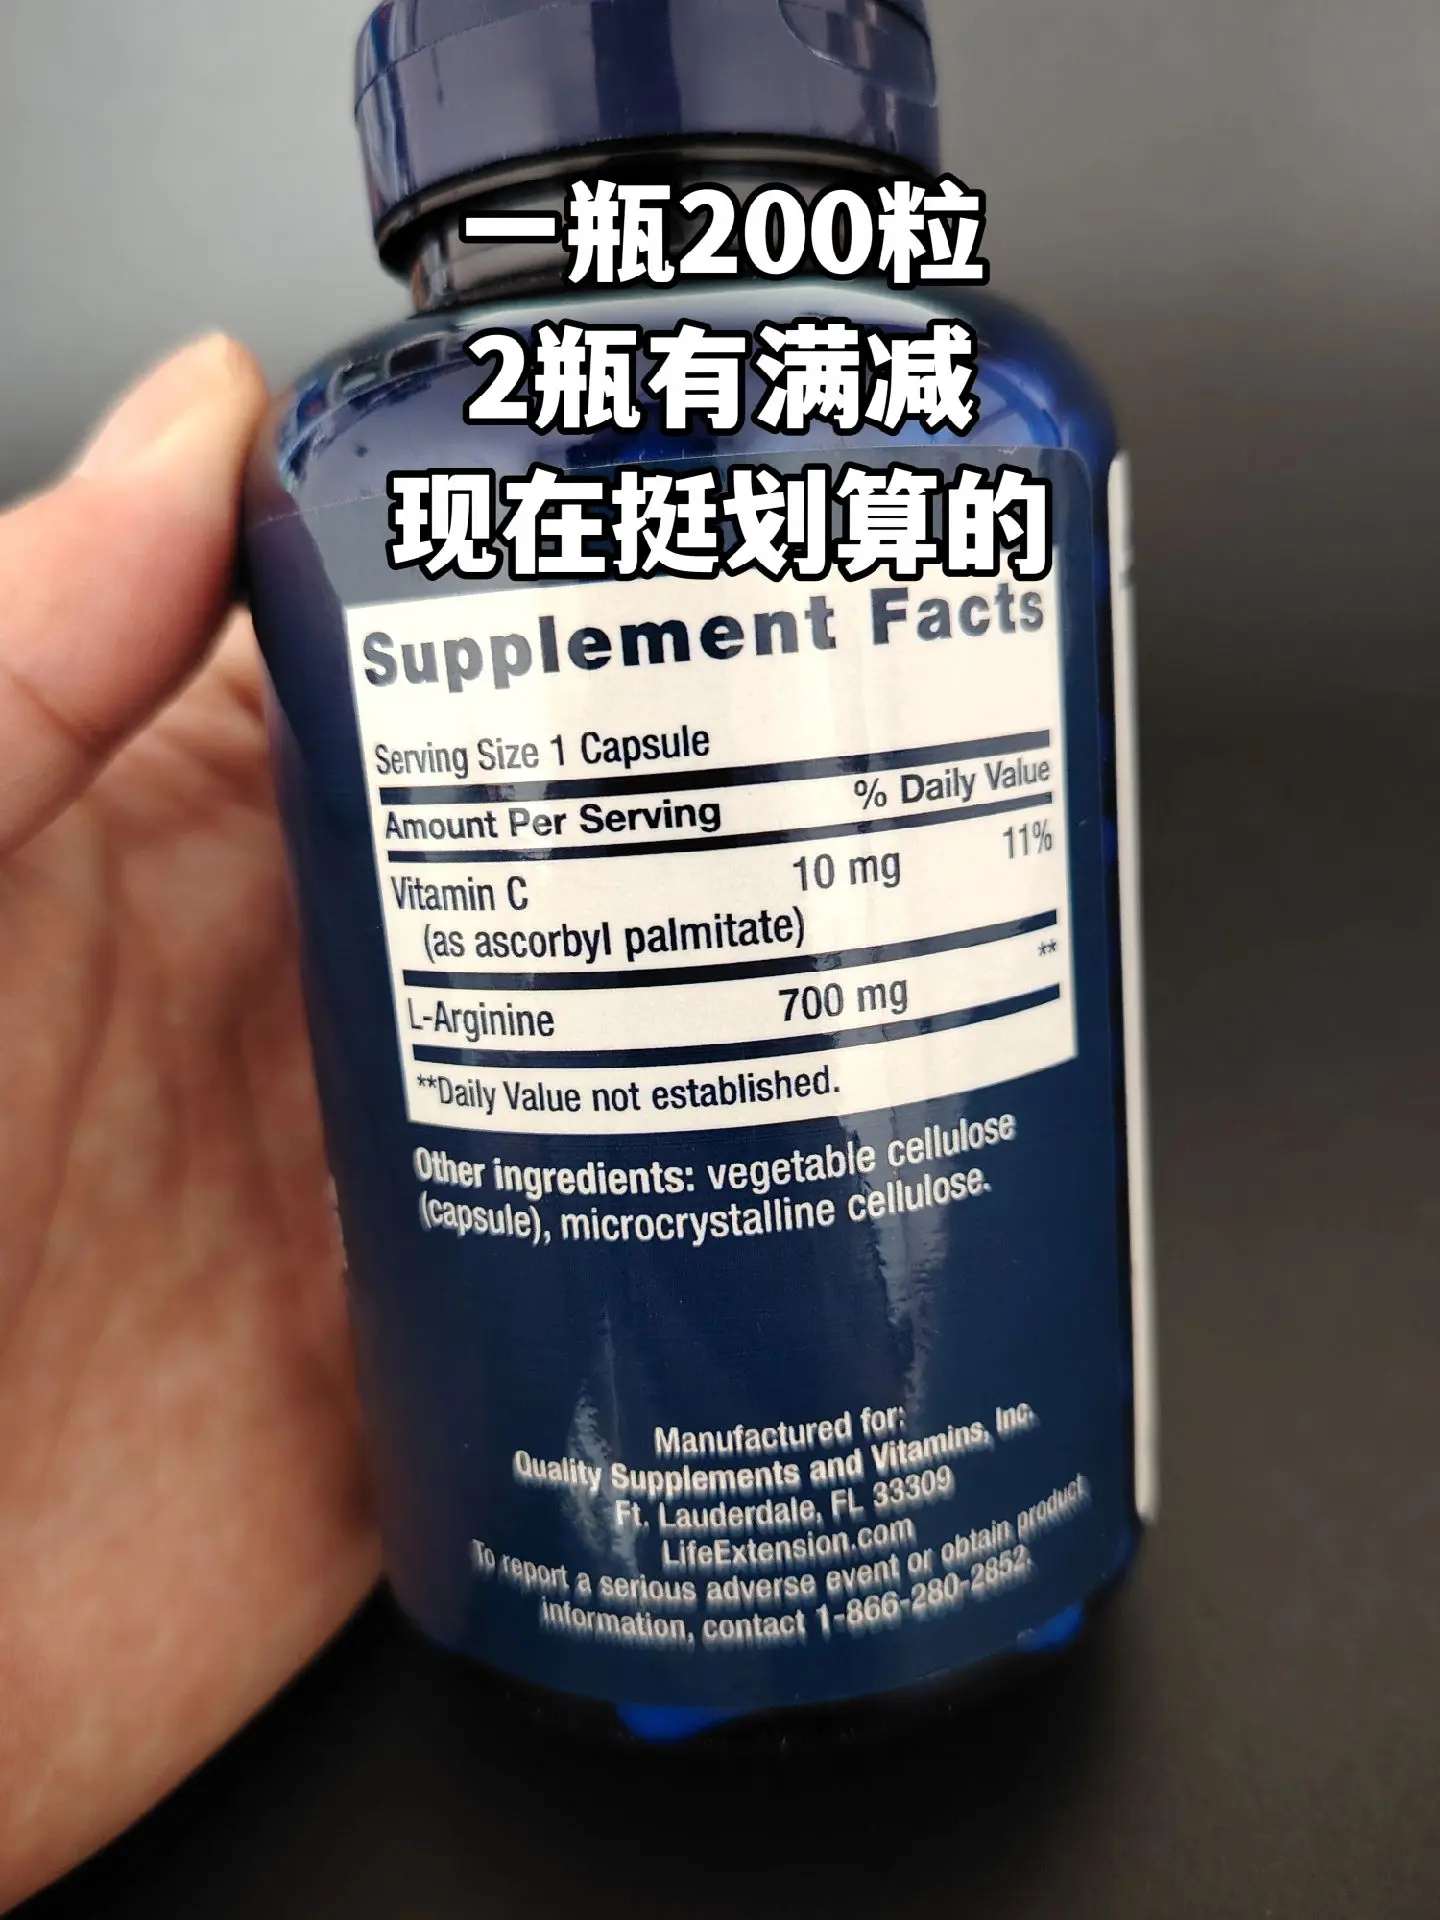 一瓶200粒
2瓶有满减
现在挺划算的
Supplement Facts
Serving Size 1 Capsule
Amount Per Serving % Daily Value
Vitamin C 10 mg 11%
(as ascorbyl palmitate)
L-Arginine 700 mg **
**Daily Value not established.
Other ingredients: vegetable cellulose
(capsule), microcrystalline cellulose.
Manufactured for:
Quality Supplements and Vitamins, Inc.
Ft. Lauderdale, FL 33309
LifeExtension.com
To report a serious adverse event or obtain product
information, contact 1-866-280-2852.